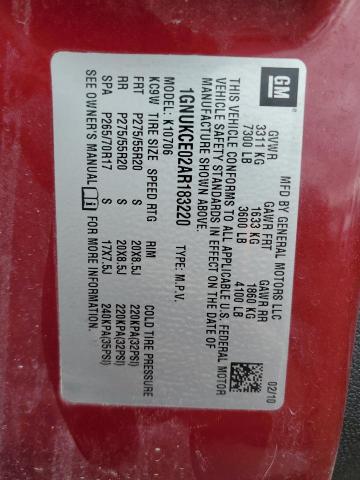 GM
MFD BY GENERAL MOTORS LLC 02/10
GVWR GAWR FRT GAWR RR
3311 KG 1633 KG 1860 KG
7300 LB 3600 LB 4100 LB
THIS VEHICLE CONFORMS TO ALL APPLICABLE U.S. FEDERAL MOTOR
VEHICLE SAFETY STANDARDS IN EFFECT ON THE DATE OF
MANUFACTURE SHOWN ABOVE.
1GNUKCE02AR183220 TYPE: M.P.V.
MODEL: K10706
KC9W TIRE SIZE SPEED RTG RIM COLD TIRE PRESSURE
FRT P275/55R20 S 20X8.5J 220KPA(32PSI)
RR P275/55R20 S 20X8.5J 220KPA(32PSI)
SPA P265/70R17 S 17X7.5J 240KPA(35PSI)
SEE OWNER'S MANUAL FOR MORE INFORMATION.